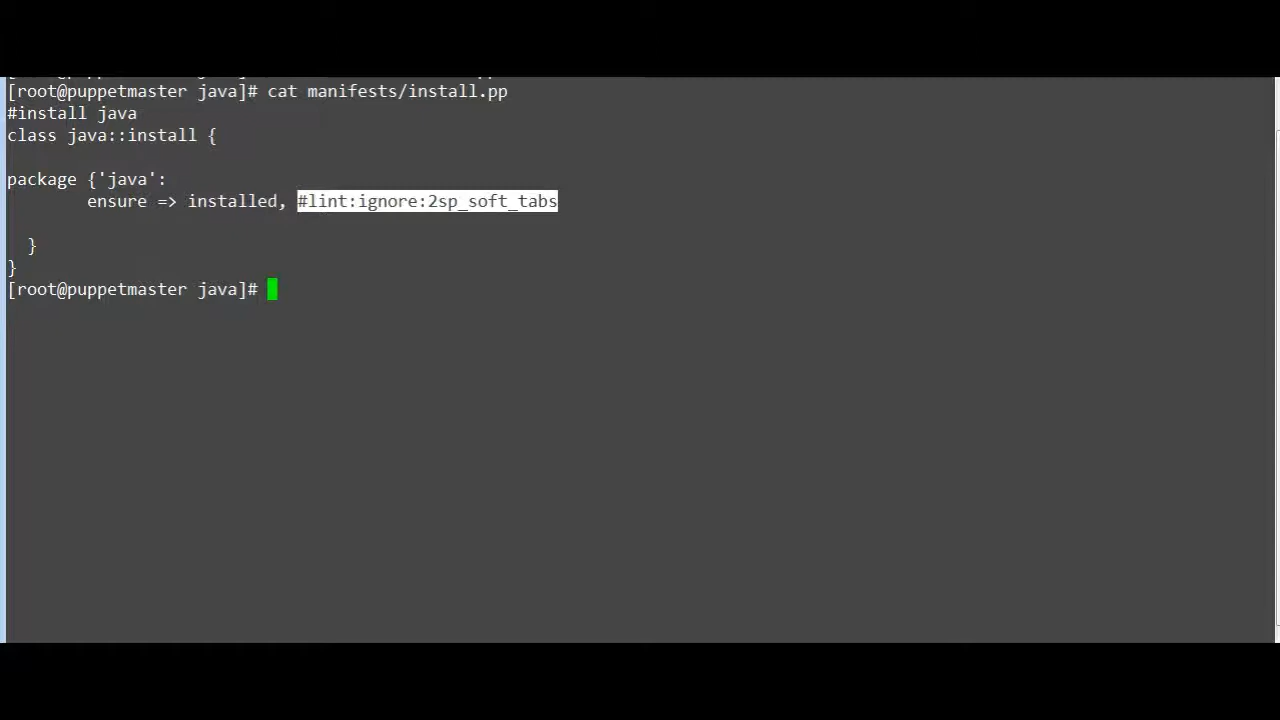 [root@puppetmaster java]# cat manifests/install.pp
#install java
class java::install {
package {'java':
ensure => installed, #lint:ignore:2sp_soft_tabs
}
}
[root@puppetmaster java]#